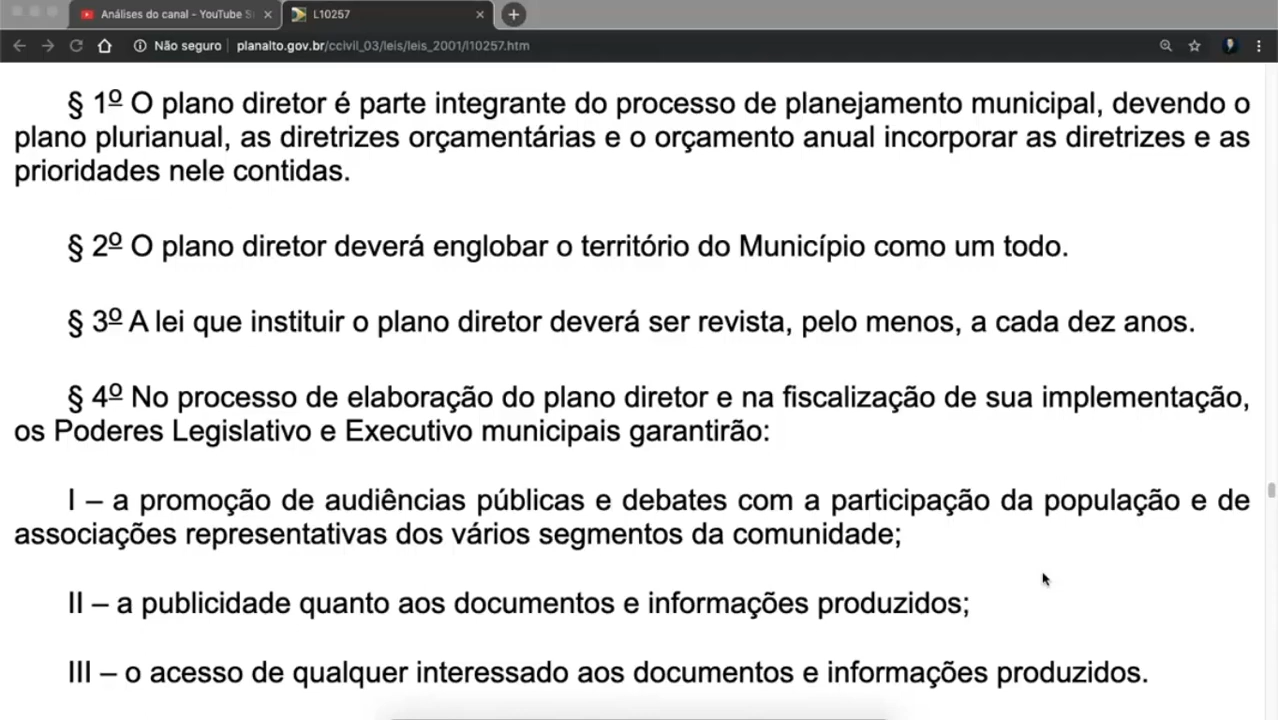 Análises do canal - YouTube S
L10257
Não seguro
planalto.gov.br/ccivil_03/leis/leis_2001/l10257.htm
§ 1º O plano diretor é parte integrante do processo de planejamento municipal, devendo o
plano plurianual, as diretrizes orçamentárias e o orçamento anual incorporar as diretrizes e as
prioridades nele contidas.
§ 2º O plano diretor deverá englobar o território do Município como um todo.
§ 3º A lei que instituir o plano diretor deverá ser revista, pelo menos, a cada dez anos.
§ 4º No processo de elaboração do plano diretor e na fiscalização de sua implementação,
os Poderes Legislativo e Executivo municipais garantirão:
I – a promoção de audiências públicas e debates com a participação da população e de
associações representativas dos vários segmentos da comunidade;
II – a publicidade quanto aos documentos e informações produzidos;
III – o acesso de qualquer interessado aos documentos e informações produzidos.